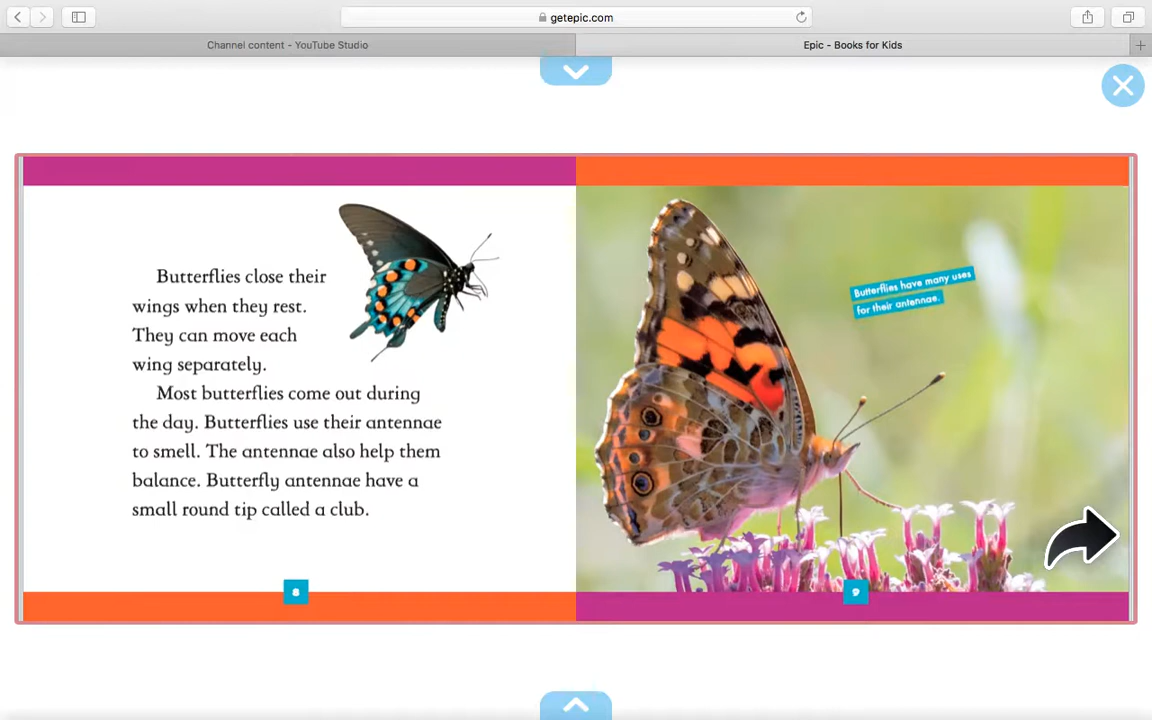 getepic.com
Channel content - YouTube Studio
Epic - Books for Kids
Butterflies close their
wings when they rest.
They can move each
wing separately.
Most butterflies come out during
the day. Butterflies use their antennae
to smell. The antennae also help them
balance. Butterfly antennae have a
small round tip called a club.
8
Butterflies have many uses
for their antennae.
9